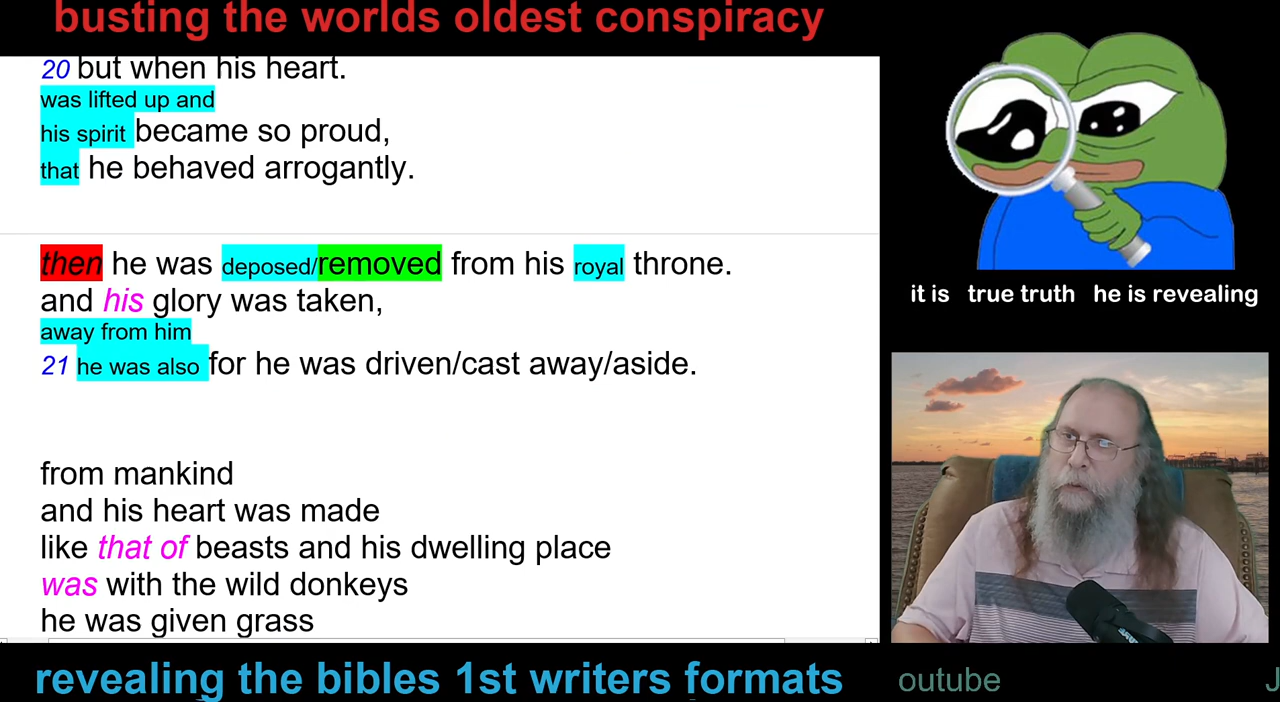 busting the worlds oldest conspiracy
20 but when his heart.
was lifted up and
his spirit became so proud,
that he behaved arrogantly.
then he was deposed/removed from his royal throne.
and his glory was taken,
away from him
21 he was also for he was driven/cast away/aside.
from mankind
and his heart was made
like that of beasts and his dwelling place
was with the wild donkeys
he was given grass
it is true truth he is revealing
revealing the bibles 1st writers formats
outube J